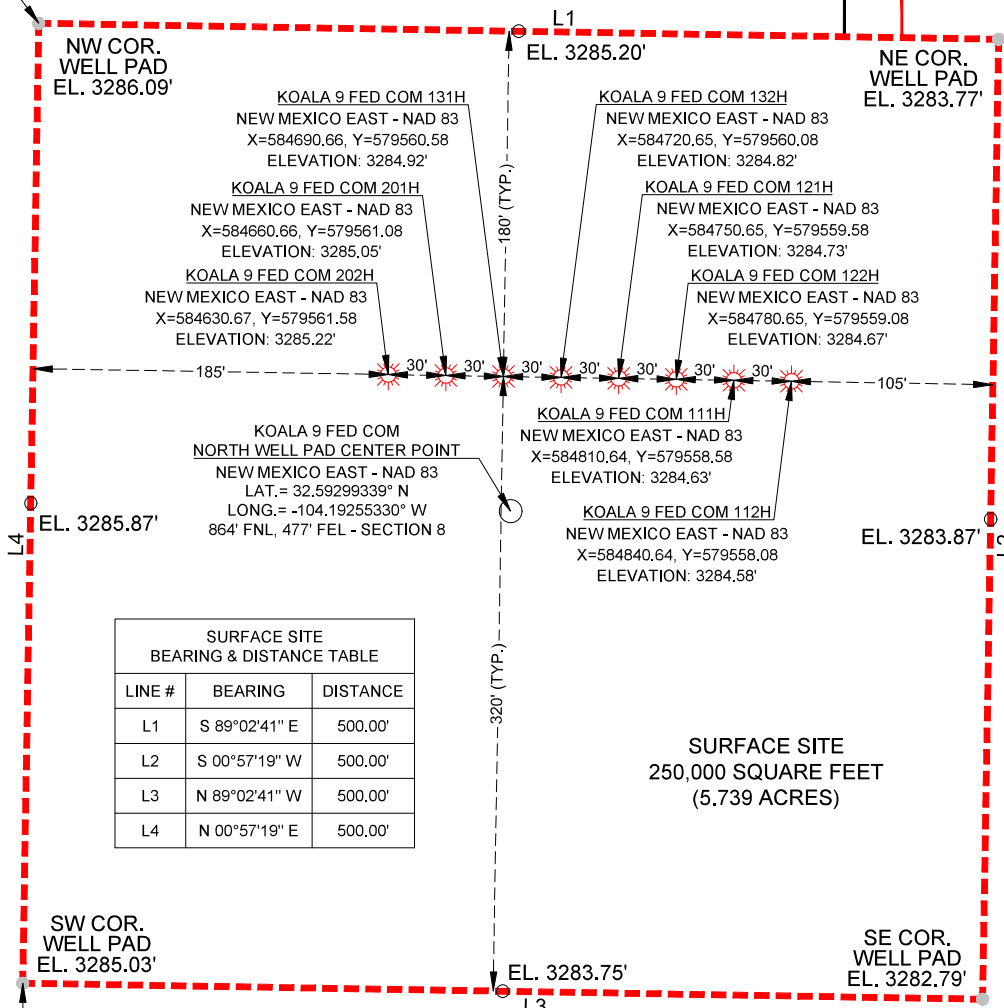 L1
NW COR.
WELL PAD
EL. 3286.09'
EL. 3285.20'
NE COR.
WELL PAD
EL. 3283.77'
KOALA 9 FED COM 131H
NEW MEXICO EAST - NAD 83
X=584690.66, Y=579560.58
ELEVATION: 3284.92'
KOALA 9 FED COM 132H
NEW MEXICO EAST - NAD 83
X=584720.65, Y=579560.08
ELEVATION: 3284.82'
180' (TYP.)
KOALA 9 FED COM 201H
NEW MEXICO EAST - NAD 83
X=584660.66, Y=579561.08
ELEVATION: 3285.05'
KOALA 9 FED COM 121H
NEW MEXICO EAST - NAD 83
X=584750.65, Y=579559.58
ELEVATION: 3284.73'
KOALA 9 FED COM 202H
NEW MEXICO EAST - NAD 83
X=584630.67, Y=579561.58
ELEVATION: 3285.22'
KOALA 9 FED COM 122H
NEW MEXICO EAST - NAD 83
X=584780.65, Y=579559.08
ELEVATION: 3284.67'
185' 30' 30' 30' 30' 30' 30' 30' 105'
KOALA 9 FED COM 111H
NEW MEXICO EAST - NAD 83
X=584810.64, Y=579558.58
ELEVATION: 3284.63'
KOALA 9 FED COM
NORTH WELL PAD CENTER POINT
NEW MEXICO EAST - NAD 83
LAT.= 32.59299339° N
LONG.= -104.19255330° W
864' FNL, 477' FEL - SECTION 8
KOALA 9 FED COM 112H
NEW MEXICO EAST - NAD 83
X=584840.64, Y=579558.08
ELEVATION: 3284.58'
EL. 3285.87'
L4
EL. 3283.87'
L2
320' (TYP.)
SURFACE SITE
BEARING & DISTANCE TABLE
LINE # BEARING DISTANCE
L1 S 89°02'41" E 500.00'
L2 S 00°57'19" W 500.00'
L3 N 89°02'41" W 500.00'
L4 N 00°57'19" E 500.00'
SURFACE SITE
250,000 SQUARE FEET
(5.739 ACRES)
SW COR.
WELL PAD
EL. 3285.03'
EL. 3283.75'
L3
SE COR.
WELL PAD
EL. 3282.79'